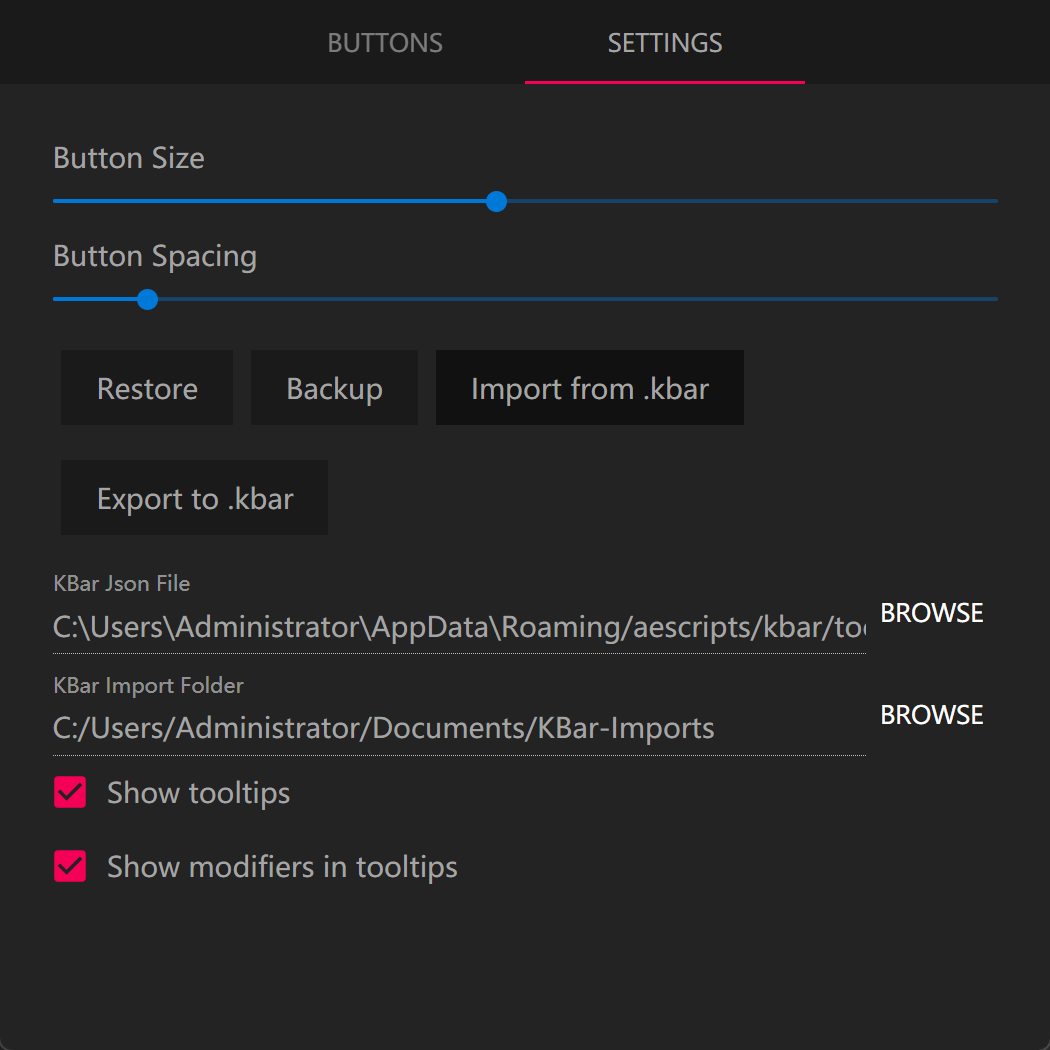 BUTTONS SETTINGS
Button Size
Button Spacing
Restore Backup Import from .kbar
Export to .kbar
KBar Json File
C:\Users\Administrator\AppData\Roaming/aescripts/kbar/ BROWSE
KBar Import Folder
C:/Users/Administrator/Documents/KBar-Imports BROWSE
Show tooltips
Show modifiers in tooltips